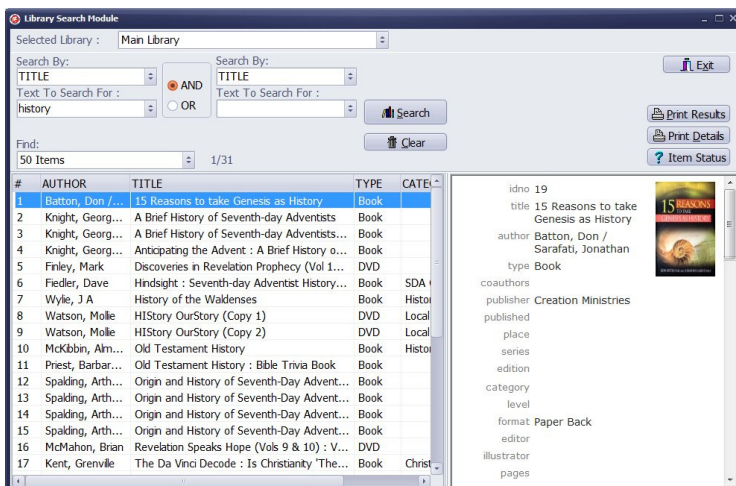 Library Search Module
Selected Library : Main Library
Search By: Search By:
TITLE AND TITLE
Text To Search For : OR Text To Search For :
history Search
Clear
Exit
Print Results
Print Details
Item Status
Find:
50 Items 1/31
# AUTHOR TITLE TYPE CATEG
1 Batton, Don /... 15 Reasons to take Genesis as History Book
2 Knight, Georg... A Brief History of Seventh-day Adventists Book
3 Knight, Georg... A Brief History of Seventh-day Adventists... Book
4 Knight, Georg... Anticipating the Advent : A Brief History o... Book
5 Finley, Mark Discoveries in Revelation Prophecy (Vol 1... DVD
6 Fiedler, Dave Hindsight : Seventh-day Adventist History... Book SDA
7 Wylie, J A History of the Waldenses Book Histor
8 Watson, Mollie HIStory OurStory (Copy 1) DVD Local
9 Watson, Mollie HIStory OurStory (Copy 2) DVD Local
10 McKibbin, Alm... Old Testament History Book Histor
11 Priest, Barbar... Old Testament History : Bible Trivia Book Book
12 Spalding, Arth... Origin and History of Seventh-Day Advent... Book
13 Spalding, Arth... Origin and History of Seventh-Day Advent... Book
14 Spalding, Arth... Origin and History of Seventh-Day Advent... Book
15 Spalding, Arth... Origin and History of Seventh-Day Advent... Book
16 McMahon, Brian Revelation Speaks Hope (Vols 9 & 10) : V... DVD
17 Kent, Grenville The Da Vinci Decode : Is Christianity 'The... Book Christ
idno 19
title 15 Reasons to take
Genesis as History
author Batton, Don /
Sarafati, Jonathan
type Book
coauthors
publisher Creation Ministries
published
place
series
edition
category
level
format Paper Back
editor
illustrator
pages
15 REASONS
TO TAKE
GENESIS AS HISTORY